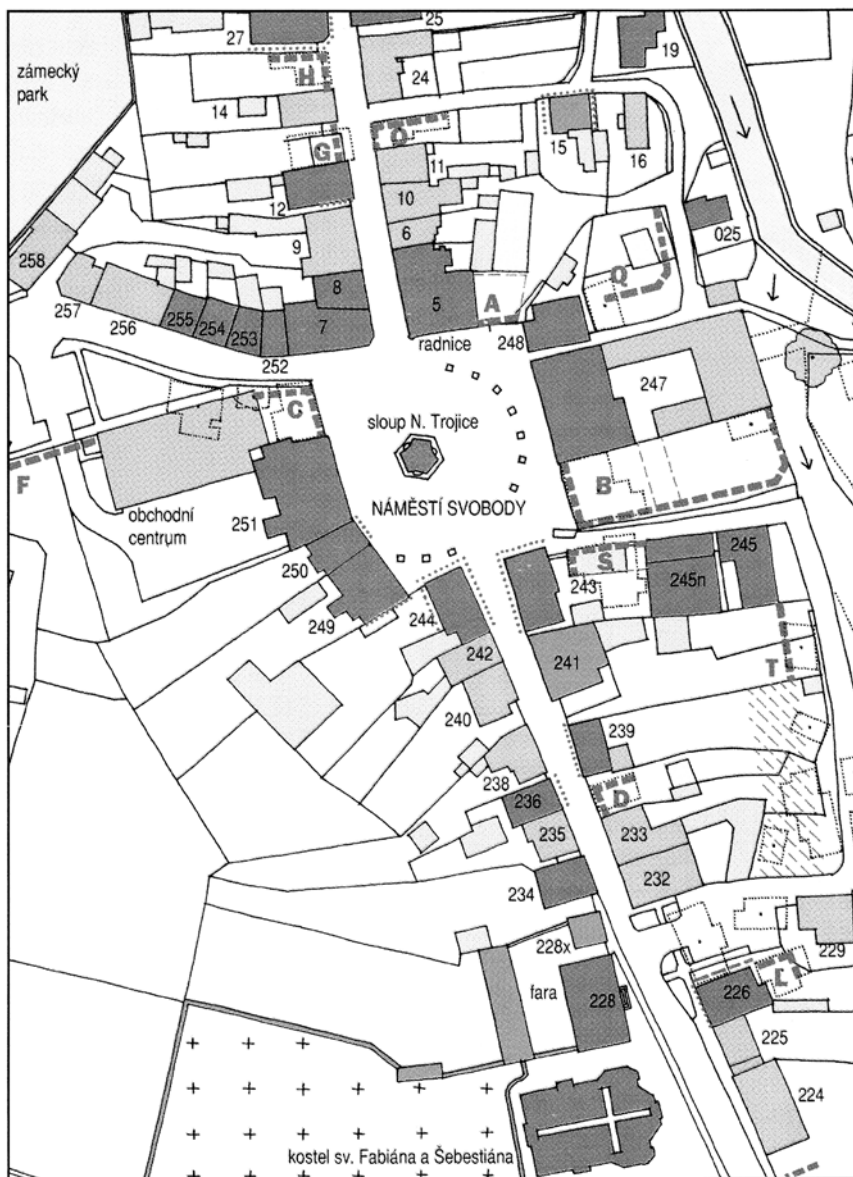 27
25
zámecký
park
19
H
24
14
O
15
16
G
11
12
10
9
6
025
258
8
Q
257
5
A
255
254
253
7
256
radnice
248
252
247
C
sloup N. Trojice
F
B
obchodní
centrum
NÁMĚSTÍ SVOBODY
251
S
245
250
243
245n
249
244
242
241
T
240
239
238
236
D
235
233
232
234
228x
229
fara
228
226
L
225
224
kostel sv. Fabiána a Šebestiána